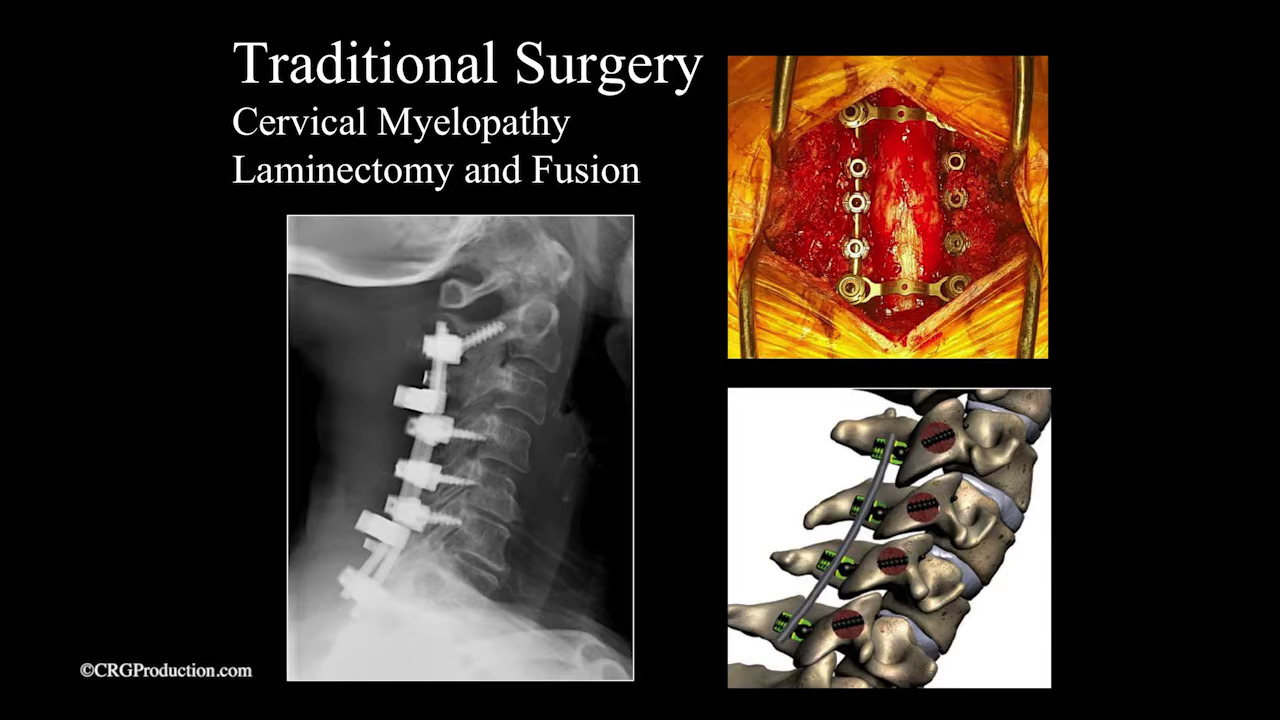 Traditional Surgery
Cervical Myelopathy
Laminectomy and Fusion
©CRGProduction.com